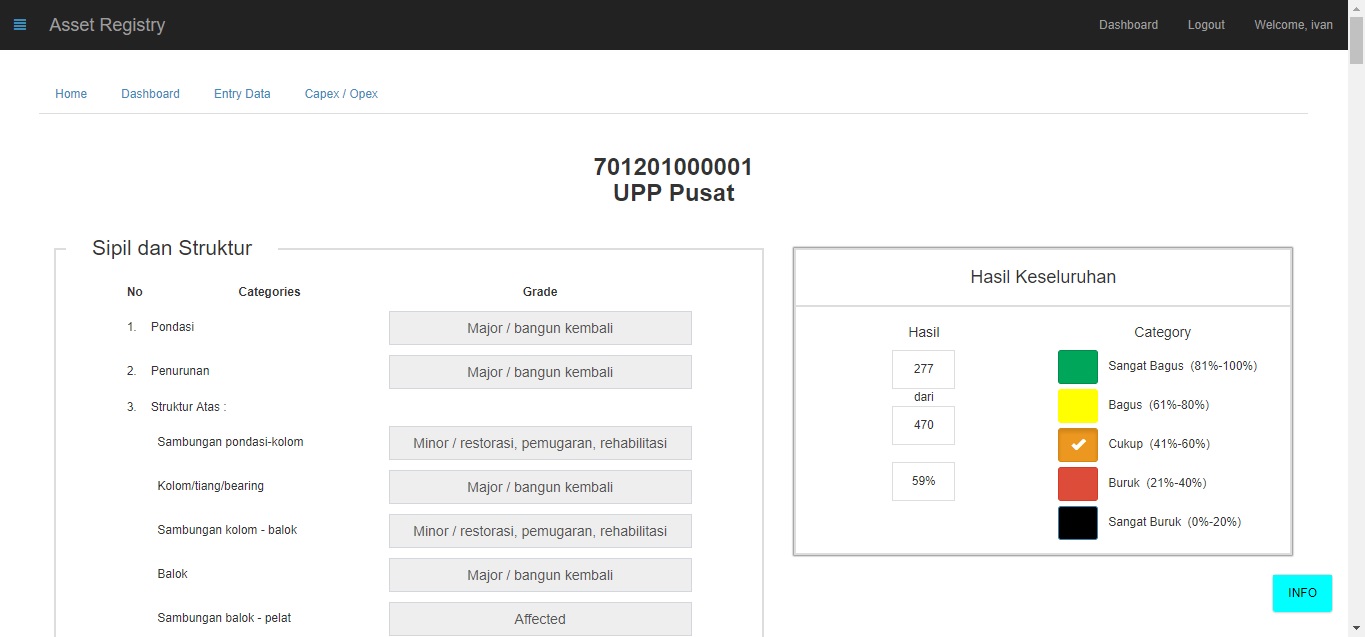 Asset Registry
Dashboard Logout Welcome, ivan
Home Dashboard Entry Data Capex / Opex
701201000001
UPP Pusat
Sipil dan Struktur
No Categories Grade
1. Pondasi Major / bangun kembali
2. Penurunan Major / bangun kembali
3. Struktur Atas :
Sambungan pondasi-kolom Minor / restorasi, pemugaran, rehabilitasi
Kolom/tiang/bearing Major / bangun kembali
Sambungan kolom - balok Minor / restorasi, pemugaran, rehabilitasi
Balok Major / bangun kembali
Sambungan balok - pelat Affected
Hasil Keseluruhan
Hasil Category
277
dari
470
59%
Sangat Bagus (81%-100%)
Bagus (61%-80%)
Cukup (41%-60%)
Buruk (21%-40%)
Sangat Buruk (0%-20%)
INFO